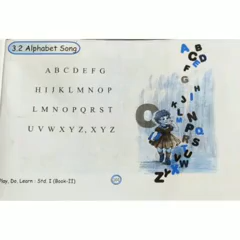 3.2 Alphabet Song
A B C D E F G
H I J K L M N O P
L M N O P Q R S T
U V W X Y Z, X Y Z
A B
C D
E
F
G
H
I
J
K
L
M
N
O
P
Q
R
S
T
U
V
W
X
Y
Z
Play, Do, Learn : Std. I (Book-II)